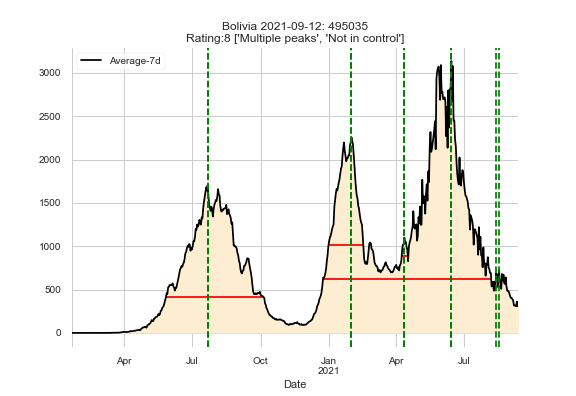 Bolivia 2021-09-12: 495035
Rating:8 ['Multiple peaks', 'Not in control']
Average-7d
3000
2500
2000
1500
1000
500
0
Apr
Jul
Oct
Jan
2021
Apr
Jul
Date